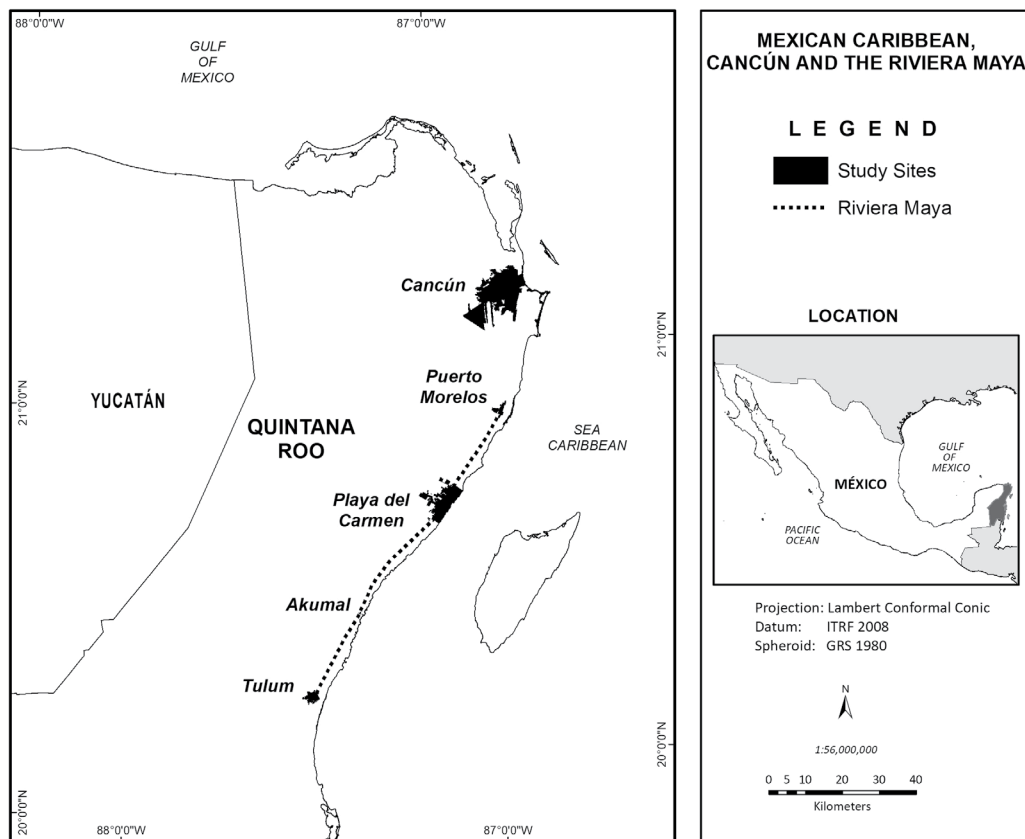 88°0'0"W
87°0'0"W
GULF
OF
MEXICO
Cancún
21°0'0"N
21°0'0"N
Puerto
Morelos
YUCATÁN
QUINTANA
ROO
SEA
CARIBBEAN
Playa del
Carmen
Akumal
Tulum
20°0'0"N
20°0'0"N
88°0'0"W
87°0'0"W
MEXICAN CARIBBEAN,
CANCÚN AND THE RIVIERA MAYA
LEGEND
Study Sites
Riviera Maya
LOCATION
GULF
OF
MEXICO
MÉXICO
PACIFIC
OCEAN
Projection: Lambert Conformal Conic
Datum: ITRF 2008
Spheroid: GRS 1980
N
1:56,000,000
0 5 10 20 30 40
Kilometers